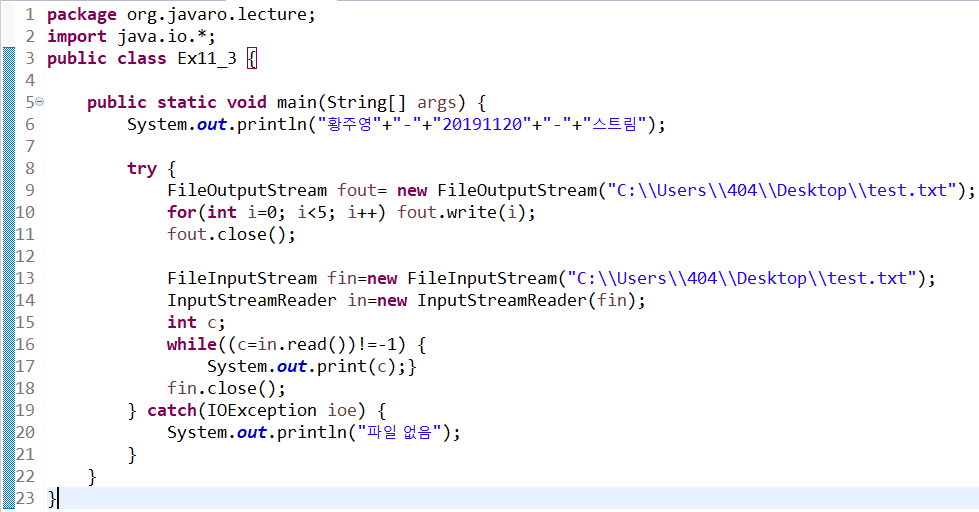 1 package org.javaro.lecture;
2 import java.io.*;
3 public class Ex11_3 {
4
5 public static void main(String[] args) {
6 System.out.println("황주영"+"-"+"20191120"+"-"+"스트림");
7
8 try {
9 FileOutputStream fout= new FileOutputStream("C:\\Users\\404\\Desktop\\test.txt");
10 for(int i=0; i<5; i++) fout.write(i);
11 fout.close();
12
13 FileInputStream fin=new FileInputStream("C:\\Users\\404\\Desktop\\test.txt");
14 InputStreamReader in=new InputStreamReader(fin);
15 int c;
16 while((c=in.read())!=-1) {
17 System.out.print(c);}
18 fin.close();
19 } catch(IOException ioe) {
20 System.out.println("파일 없음");
21 }
22 }
23 }